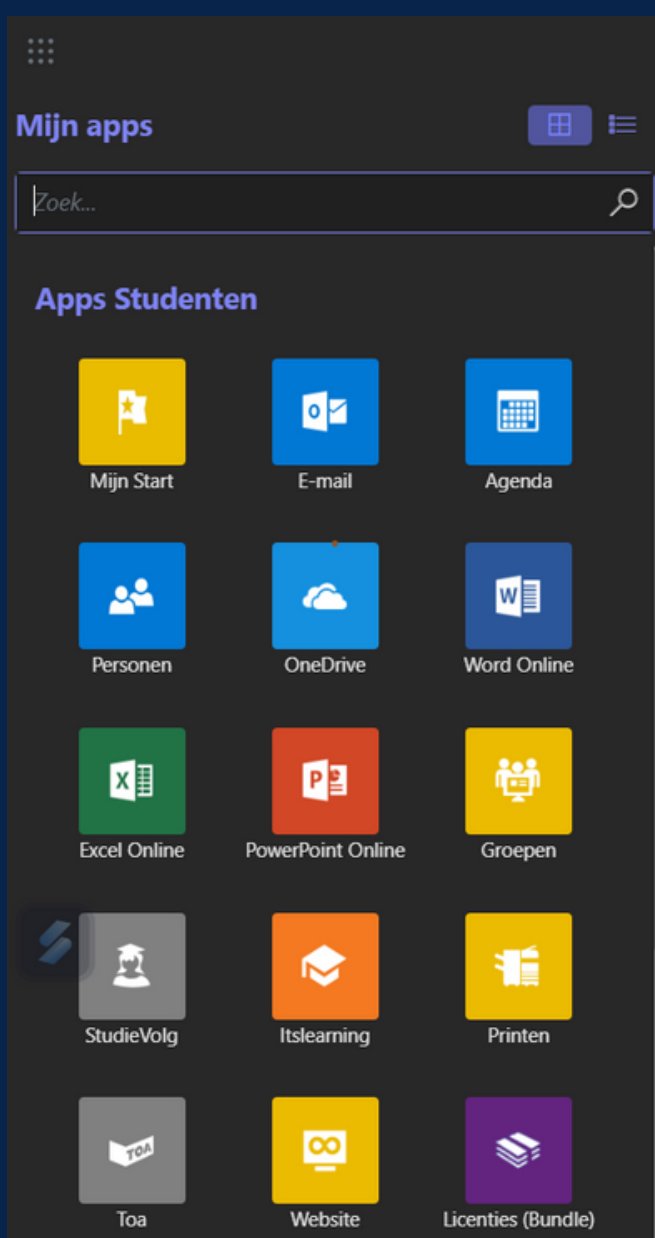 Mijn apps
Zoek...
Apps Studenten
Mijn Start
E-mail
Agenda
Personen
OneDrive
Word Online
Excel Online
PowerPoint Online
Groepen
StudieVolg
Itslearning
Printen
TOA
Toa
Website
Licenties (Bundle)